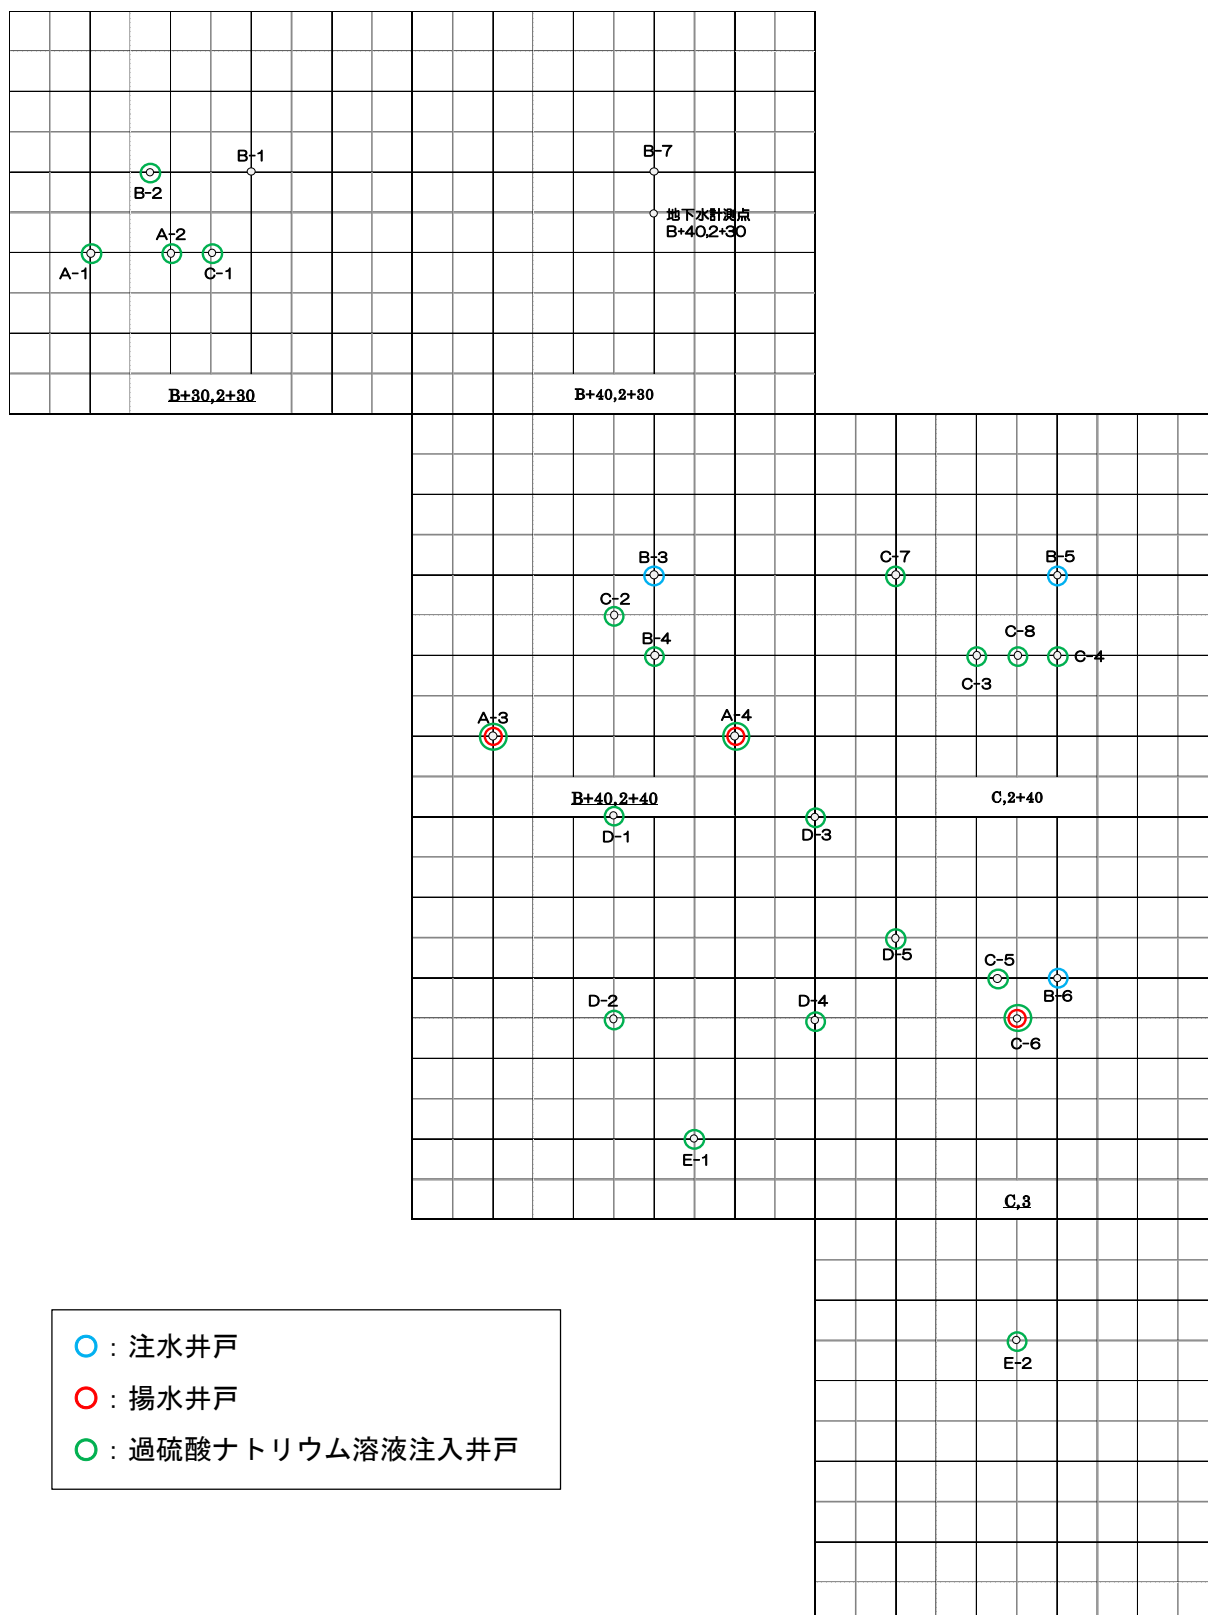 B-1
B-7
B-2
地下水計測点
B+40,2+30
A-2
A-1
C-1
B+30,2+30
B+40,2+30
B-3
C-7
B-5
C-2
B-4
C-8
C-4
C-3
A-3
A-4
B+40,2+40
C,2+40
D-1
D-3
D-5
C-5
B-6
D-2
D-4
C-6
E-1
C,3
○：注水井戸
○：揚水井戸
○：過硫酸ナトリウム溶液注入井戸
E-2